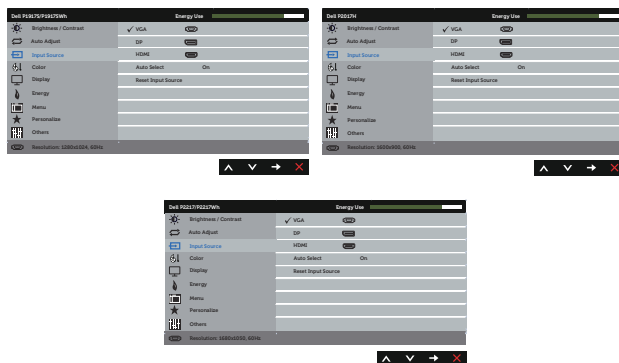 Dell P1917S/P1917SWh Energy Use
Brightness / Contrast VGA
Auto Adjust DP
Input Source HDMI
Color Auto Select On
Display Reset Input Source
Energy
Menu
Personalize
Others
Resolution: 1280x1024, 60Hz
Dell P2017H Energy Use
Brightness / Contrast VGA
Auto Adjust DP
Input Source HDMI
Color Auto Select On
Display Reset Input Source
Energy
Menu
Personalize
Others
Resolution: 1600x900, 60Hz
Dell P2217/P2217Wh Energy Use
Brightness / Contrast VGA
Auto Adjust DP
Input Source HDMI
Color Auto Select On
Display Reset Input Source
Energy
Menu
Personalize
Others
Resolution: 1680x1050, 60Hz